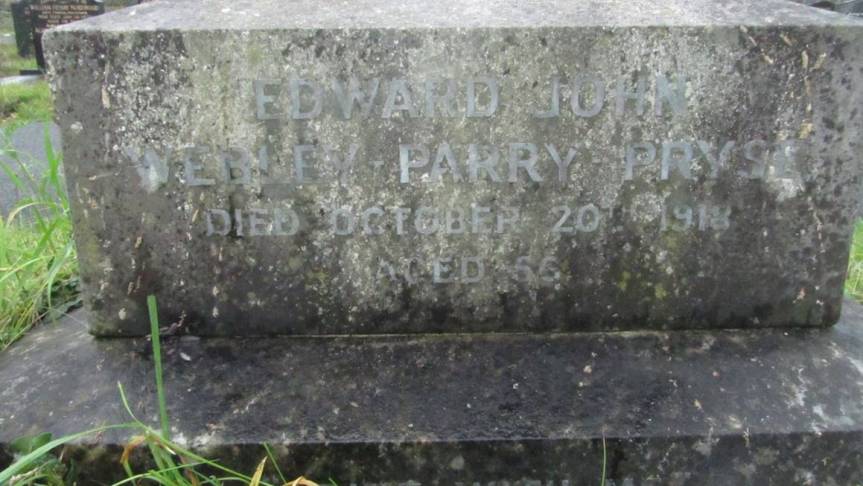 EDWARD JOHN
WEBLEY-PARRY-PRYSE
DIED OCTOBER 20TH 1918
AGED 56